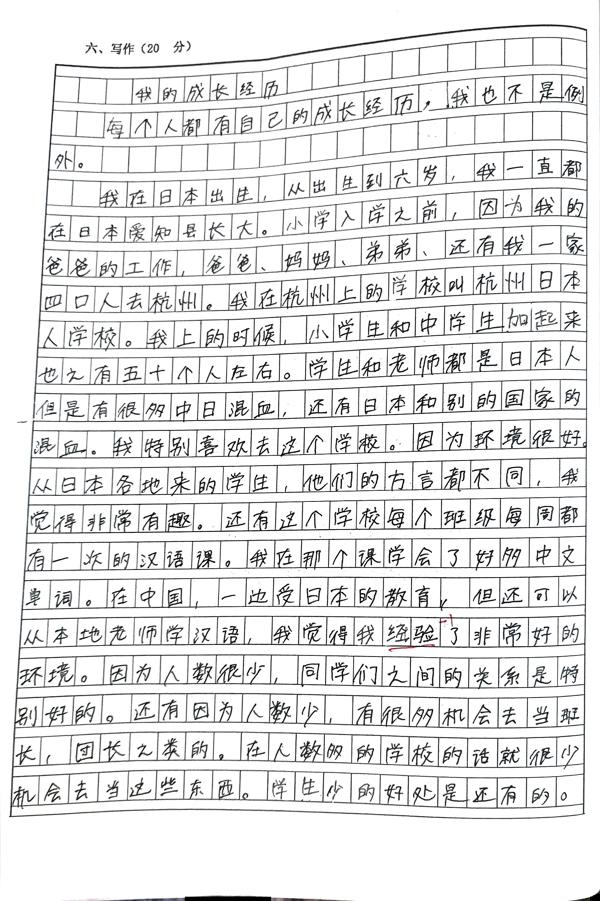 六、写作(20 分)
我的成长经历
每个人都有自己的成长经历，我也不是例
外。
我在日本出生，从出生到六岁，我一直都
在日本爱知县长大。小学入学之前，因为我的
爸爸的工作，爸爸、妈妈、弟弟、还有我一家
四口人去杭州。我在杭州上的学校叫杭州日本
人学校。我上的时候，小学生和中学生加起来
也之有五十个人左右。学生和老师都是日本人
但是有很多中日混血，还有日本和别的国家的
混血。我特别喜欢去这个学校。因为环境很好。
从日本各地来的学生，他们的方言都不同，我
觉得非常有趣。还有这个学校每个班级每周都
有一次的汉语课。我在那个课学会了好多中文
单词。在中国，一边受日本的教育，但还可以
从本地老师学汉语，我觉得我经验了非常好的
-1
环境。因为人数很少，同学们之间的关系是特
别好的。还有因为人数少，有很多机会去当班
长，团长之类的。在人数多的学校的话就很少
机会去当这些东西。学生少的好处是还有的。